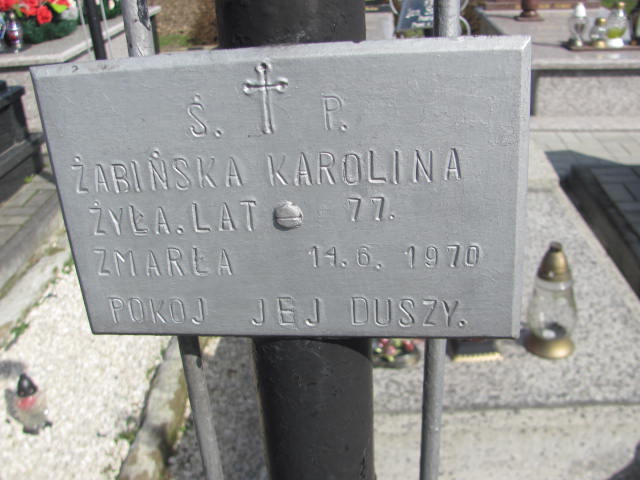 Ś. P.
ŻABIŃSKA KAROLINA
ŻYŁA. LAT 77.
ZMARŁA 14.6. 1970
POKOJ JEJ DUSZY.